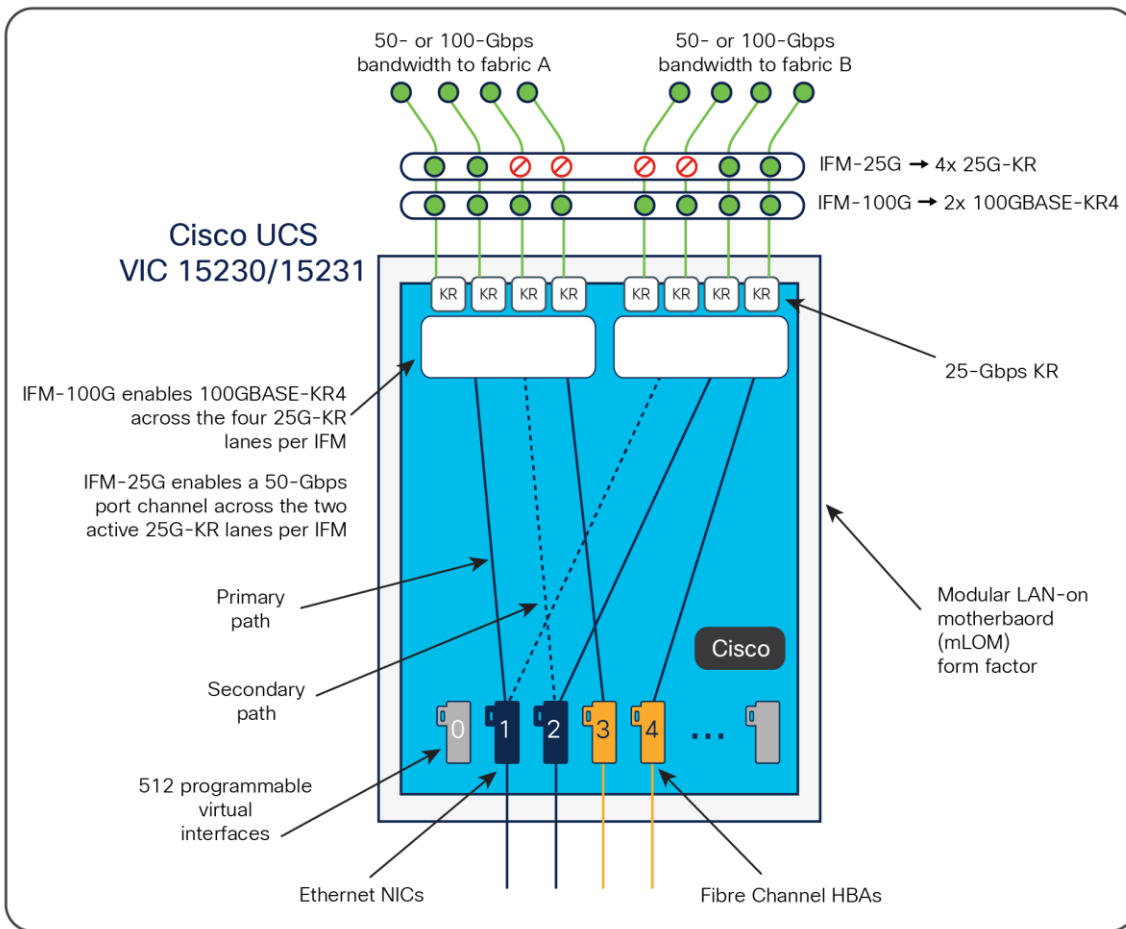 50- or 100-Gbps
bandwidth to fabric A
50- or 100-Gbps
bandwidth to fabric B
IFM-25G → 4x 25G-KR
IFM-100G → 2x 100GBASE-KR4
Cisco UCS
VIC 15230/15231
KR
KR
KR
KR
KR
KR
KR
KR
25-Gbps KR
IFM-100G enables 100GBASE-KR4
across the four 25G-KR
lanes per IFM
IFM-25G enables a 50-Gbps
port channel across the two
active 25G-KR lanes per IFM
Primary
path
Modular LAN-on
motherbaord
(mLOM)
form factor
Cisco
Secondary
path
0
1
2
3
4
...
512 programmable
virtual
interfaces
Ethernet NICs
Fibre Channel HBAs